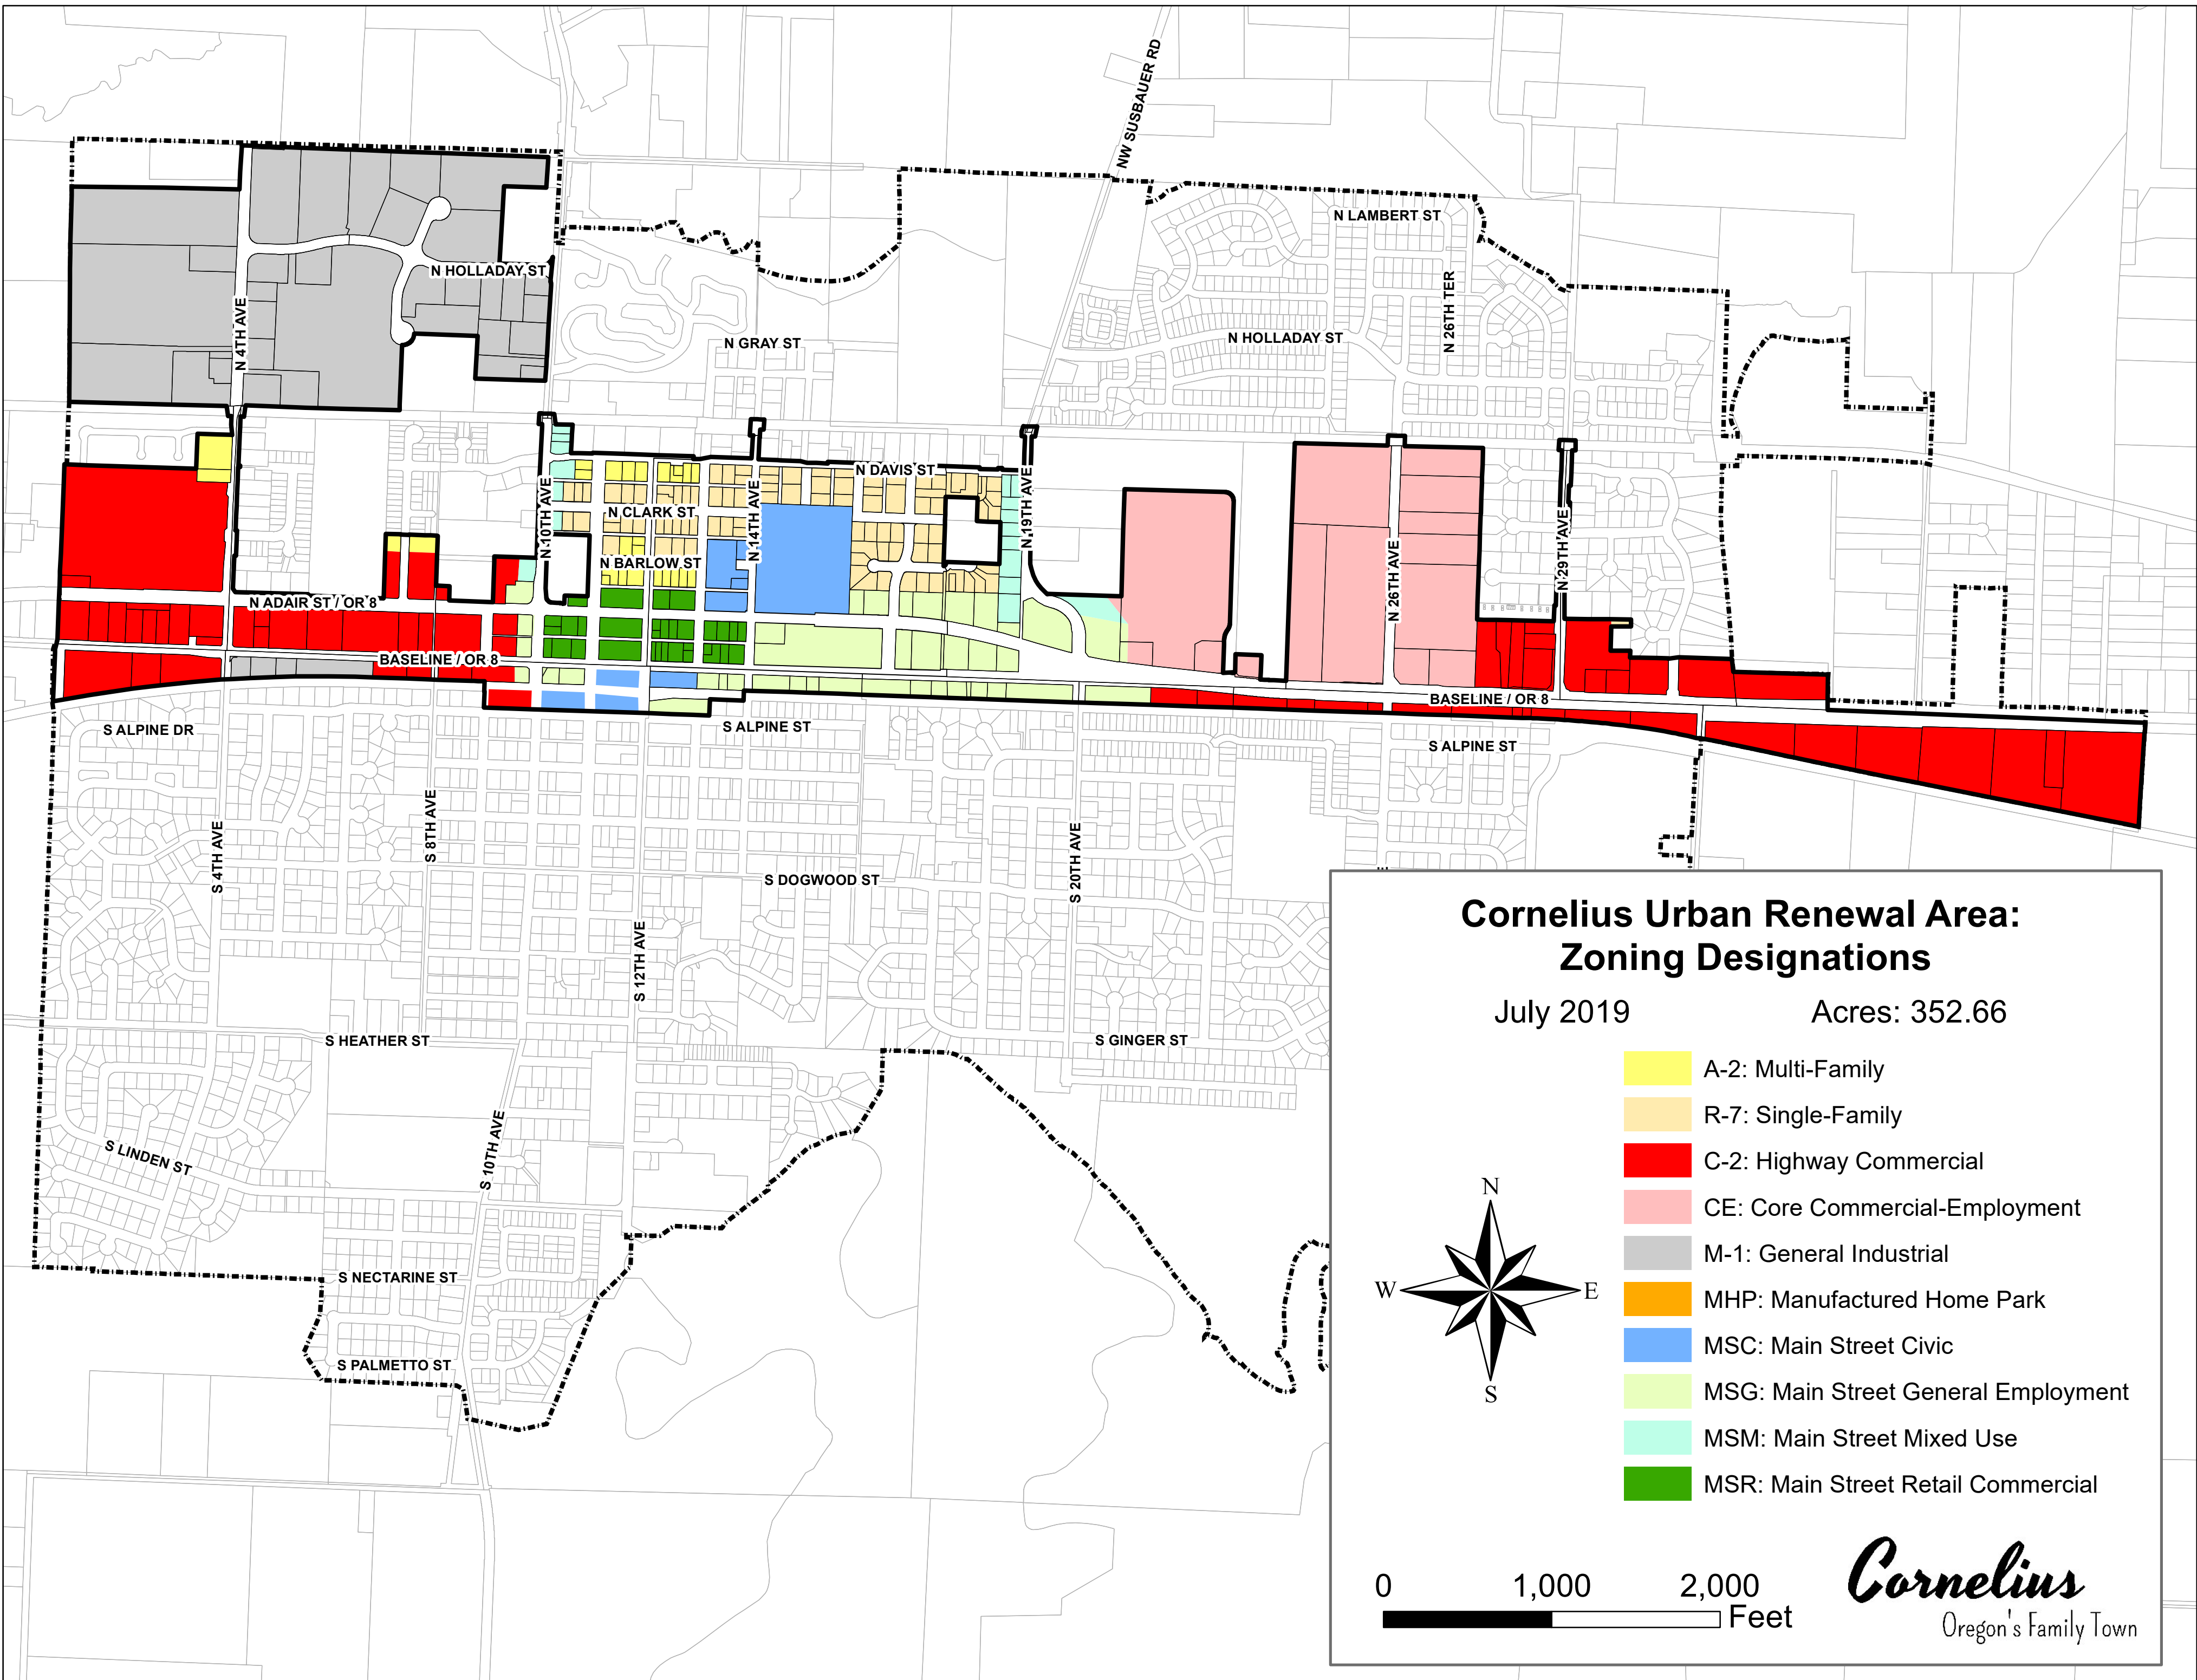 NW SUSBAUER RD
N LAMBERT ST
N HOLLADAY ST
N 26TH TER
N 4TH AVE
N GRAY ST
N HOLLADAY ST
N DAVIS ST
N 10TH AVE
N CLARK ST
N 14TH AVE
N 19TH AVE
N 29TH AVE
N BARLOW ST
N 26TH AVE
N ADAIR ST / OR 8
BASELINE / OR 8
BASELINE / OR 8
S ALPINE DR
S ALPINE ST
S ALPINE ST
S 4TH AVE
S 8TH AVE
S 20TH AVE
S DOGWOOD ST
S 12TH AVE
S HEATHER ST
S GINGER ST
S LINDEN ST
S 10TH AVE
S NECTARINE ST
S PALMETTO ST
Cornelius Urban Renewal Area:
Zoning Designations
July 2019 Acres: 352.66
A-2: Multi-Family
R-7: Single-Family
C-2: Highway Commercial
CE: Core Commercial-Employment
M-1: General Industrial
MHP: Manufactured Home Park
MSC: Main Street Civic
MSG: Main Street General Employment
MSM: Main Street Mixed Use
MSR: Main Street Retail Commercial
N
W E
S
0 1,000 2,000
Feet
Cornelius
Oregon's Family Town